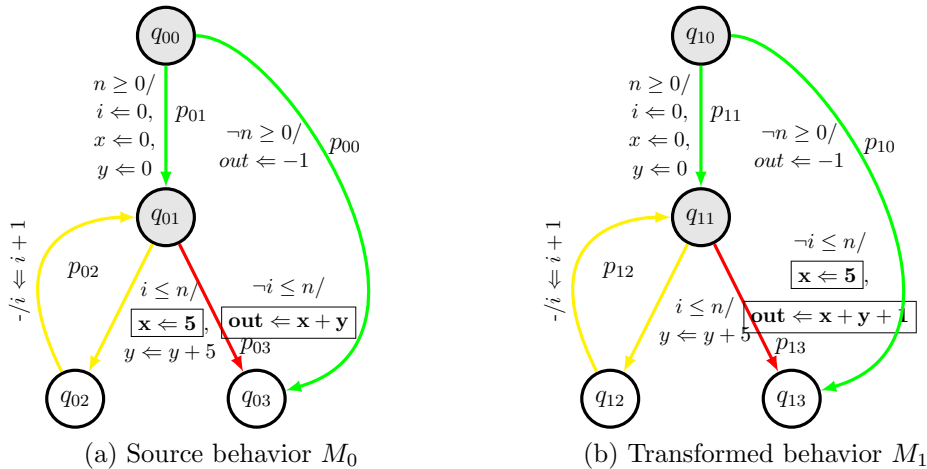 q₀₀
n ≥ 0/
i ⇐ 0,
x ⇐ 0,
y ⇐ 0
p₀₁
¬n ≥ 0/
out ⇐ −1
p₀₀
q₀₁
-/i ⇐ i + 1
p₀₂
i ≤ n/
x ⇐ 5,
y ⇐ y + 5
¬i ≤ n/
out ⇐ x + y
p₀₃
q₀₂
q₀₃
(a) Source behavior M₀
q₁₀
n ≥ 0/
i ⇐ 0,
x ⇐ 0,
y ⇐ 0
p₁₁
¬n ≥ 0/
out ⇐ −1
p₁₀
q₁₁
-/i ⇐ i + 1
p₁₂
i ≤ n/
y ⇐ y + 5
¬i ≤ n/
x ⇐ 5,
out ⇐ x + y + 1
p₁₃
q₁₂
q₁₃
(b) Transformed behavior M₁